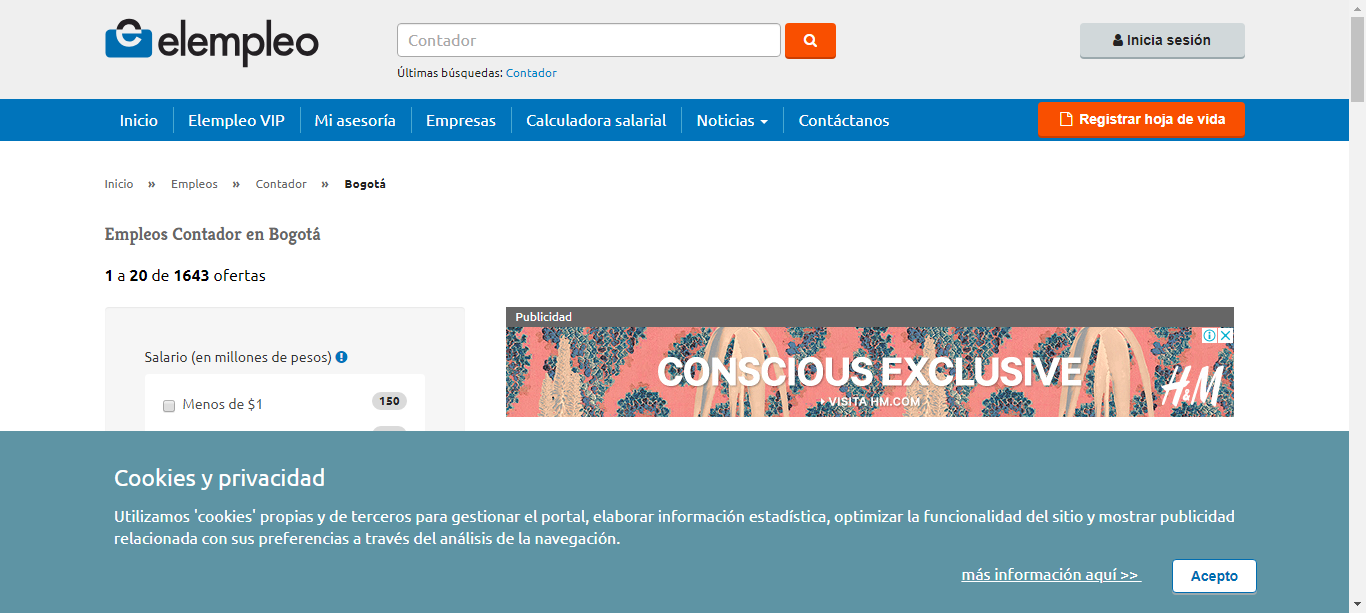 elempleo
Contador
Inicia sesión
Últimas búsquedas: Contador
Inicio
Elempleo VIP
Mi asesoría
Empresas
Calculadora salarial
Noticias
Contáctanos
Registrar hoja de vida
Inicio » Empleos » Contador » Bogotá
Empleos Contador en Bogotá
1 a 20 de 1643 ofertas
Salario (en millones de pesos)
Menos de $1 150
Publicidad
CONSCIOUS EXCLUSIVE
VISITA HM.COM
H&M
Cookies y privacidad
Utilizamos 'cookies' propias y de terceros para gestionar el portal, elaborar información estadística, optimizar la funcionalidad del sitio y mostrar publicidad
relacionada con sus preferencias a través del análisis de la navegación.
más información aquí >>
Acepto